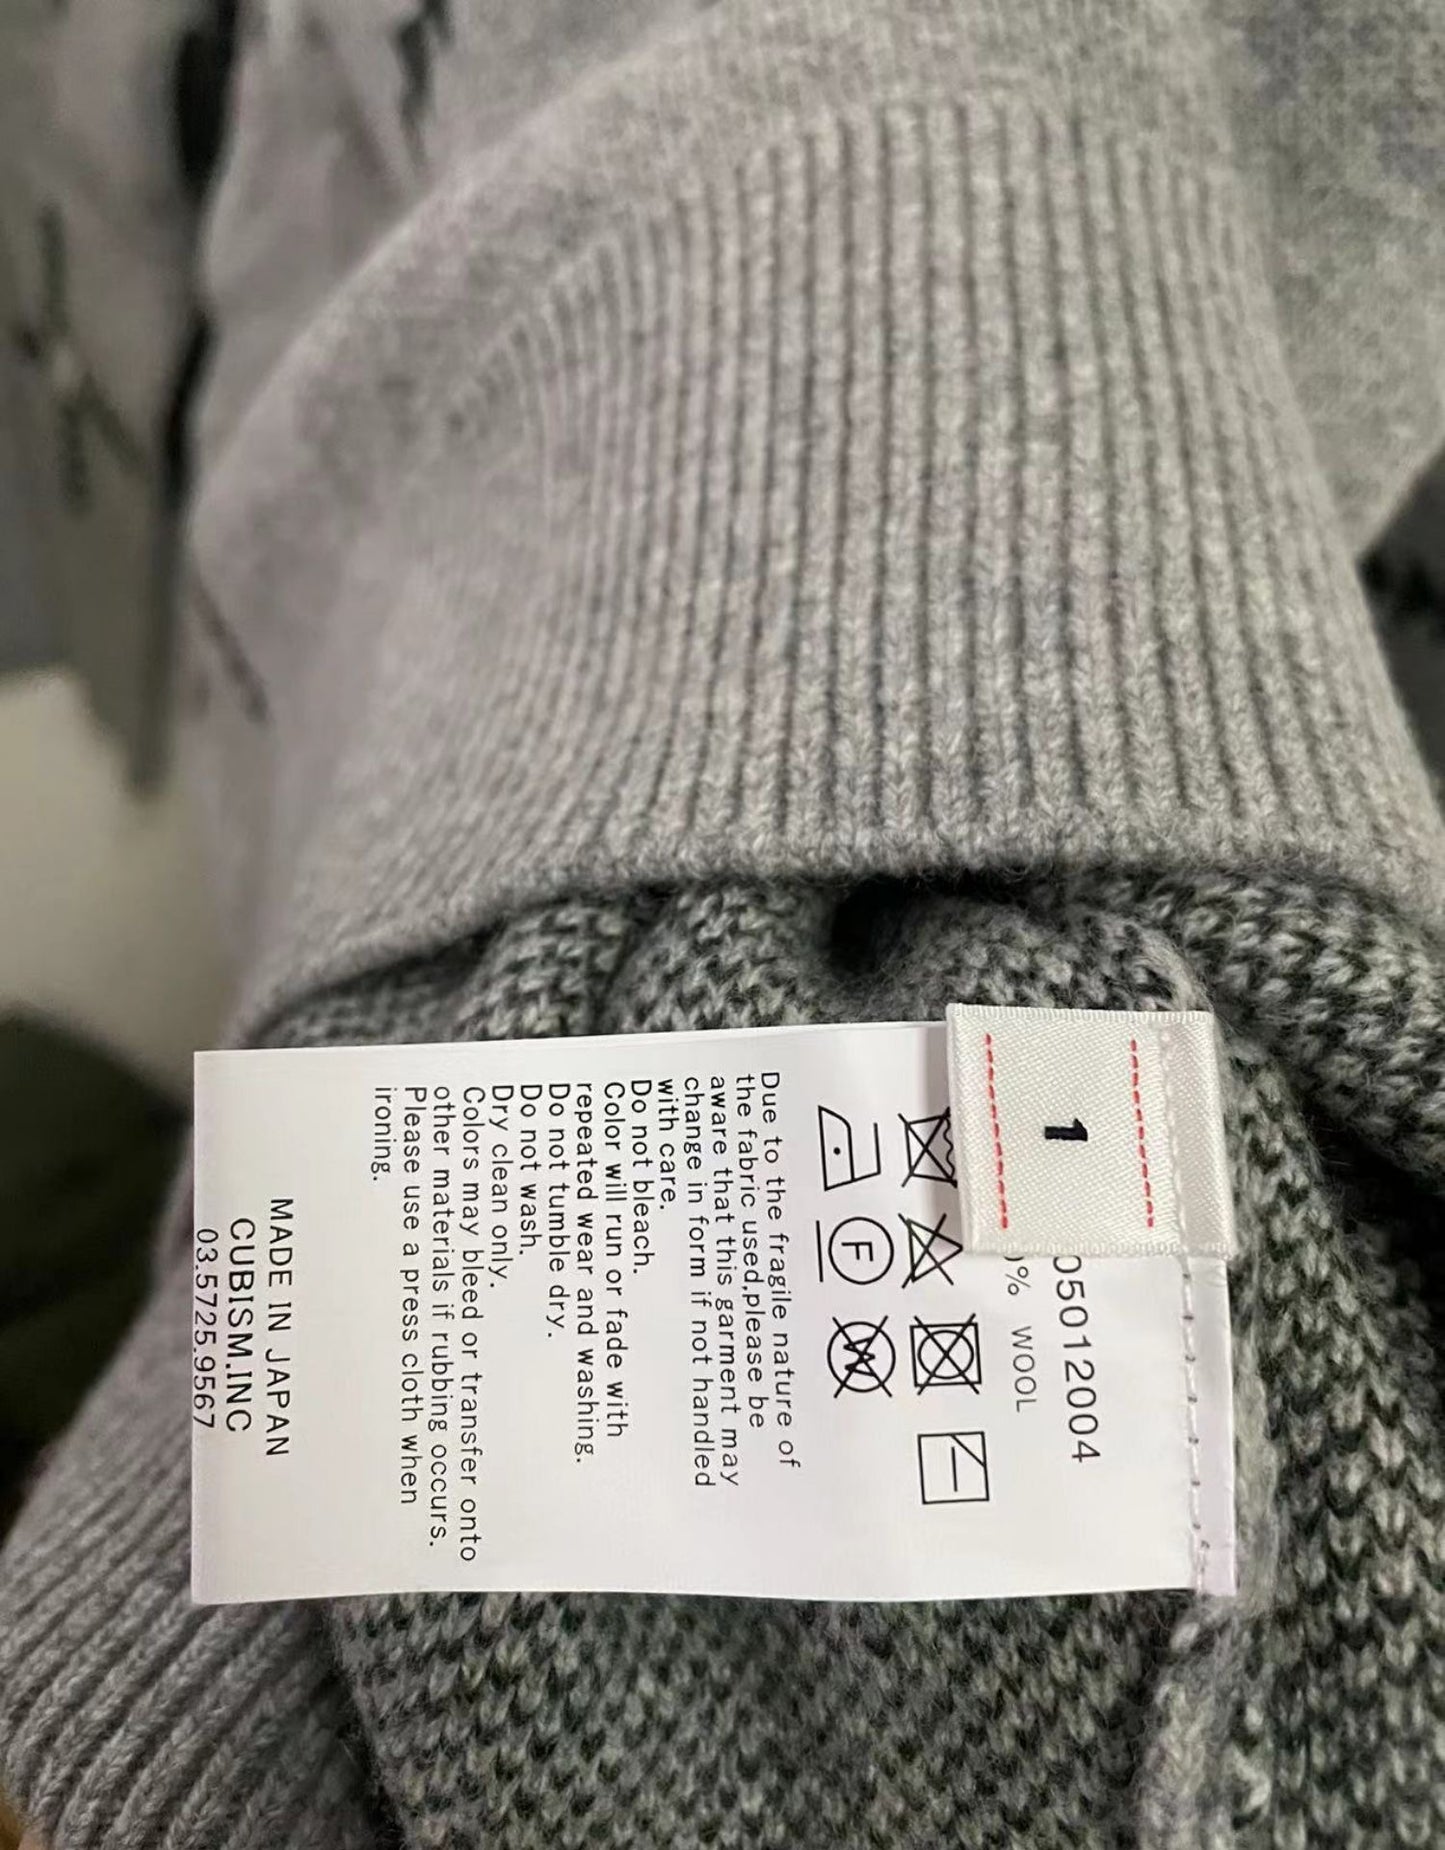 1
05012004
0% WOOL
F
W
Due to the fragile nature of
the fabric used,please be
aware that this garment may
change in form if not handled
with care.
Do not bleach.
Color will run or fade with
repeated wear and washing.
Do not tumble dry.
Do not wash.
Dry clean only.
Colors may bleed or transfer onto
other materials if rubbing occurs.
Please use a press cloth when
ironing.
MADE IN JAPAN
CUBISM.INC
03.5725.9567